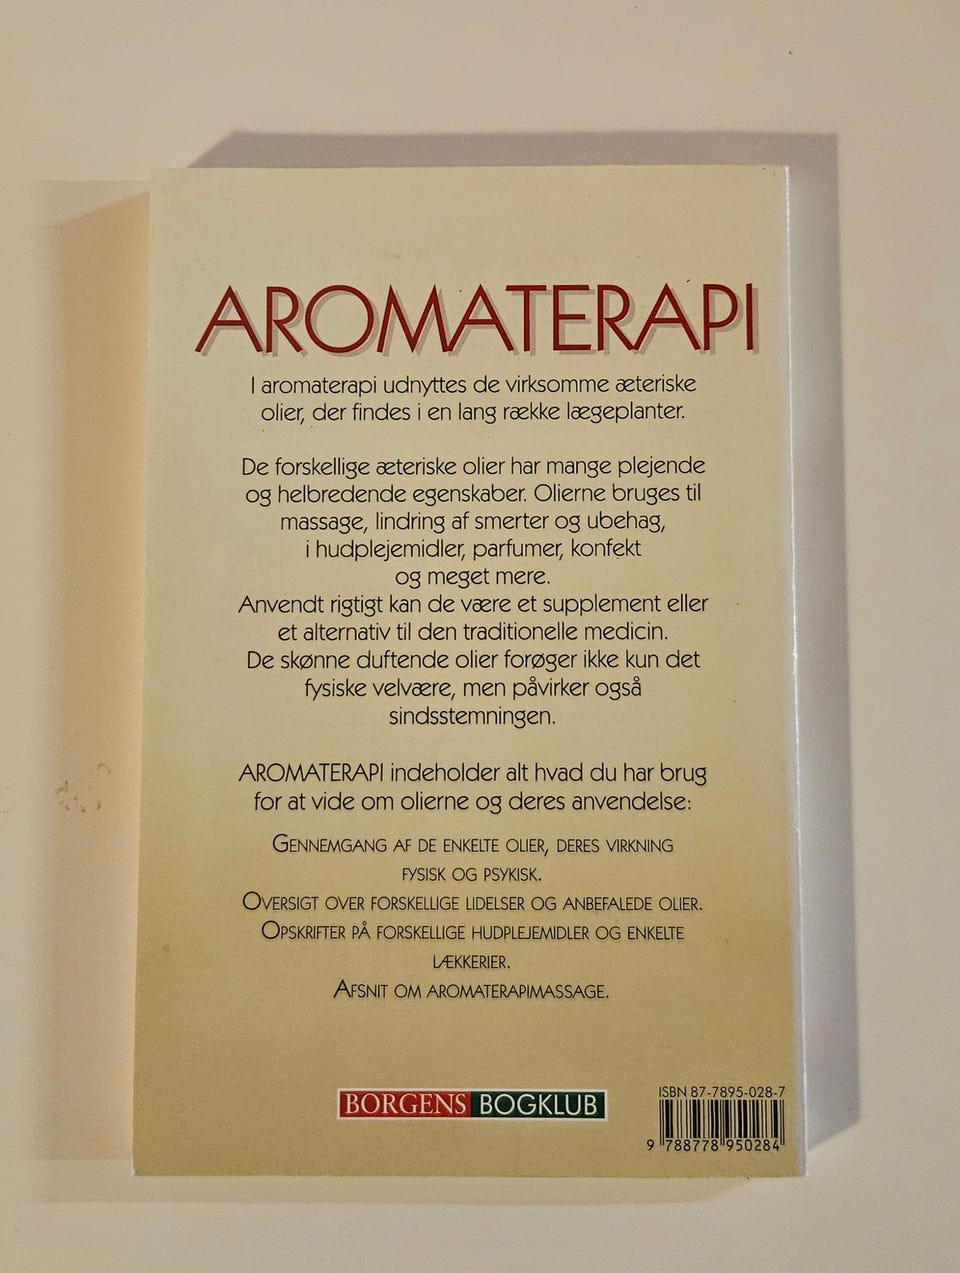 AROMATERAPI
I aromaterapi udnyttes de virksomme æteriske
olier, der findes i en lang række lægeplanter.
De forskellige æteriske olier har mange plejende
og helbredende egenskaber. Olierne bruges til
massage, lindring af smerter og ubehag,
i hudplejemidler, parfumer, konfekt
og meget mere.
Anvendt rigtigt kan de være et supplement eller
et alternativ til den traditionelle medicin.
De skønne duftende olier forøger ikke kun det
fysiske velvære, men påvirker også
sindsstemningen.
AROMATERAPI indeholder alt hvad du har brug
for at vide om olierne og deres anvendelse:
GENNEMGANG AF DE ENKELTE OLIER, DERES VIRKNING
FYSISK OG PSYKISK.
OVERSIGT OVER FORSKELLIGE LIDELSER OG ANBEFALEDE OLIER.
OPSKRIFTER PÅ FORSKELLIGE HUDPLEJEMIDLER OG ENKELTE
LÆKKERIER.
AFSNIT OM AROMATERAPIMASSAGE.
BORGENS BOGKLUB
ISBN 87-7895-028-7
9 788778 950284